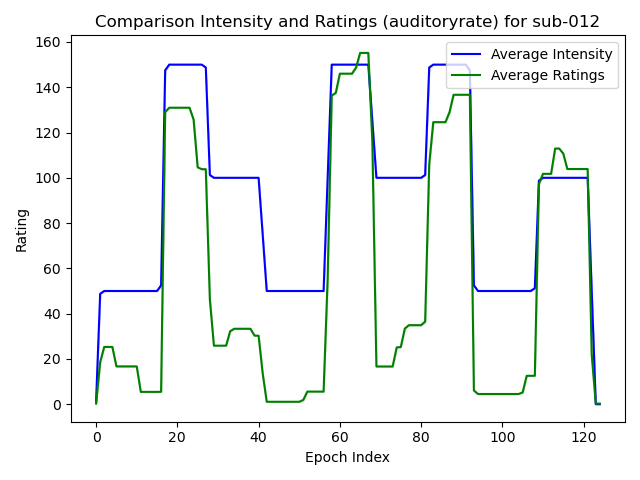 Comparison Intensity and Ratings (auditoryrate) for sub-012
Average Intensity
Average Ratings
160
140
120
100
80
60
40
20
0
Rating
0 20 40 60 80 100 120
Epoch Index